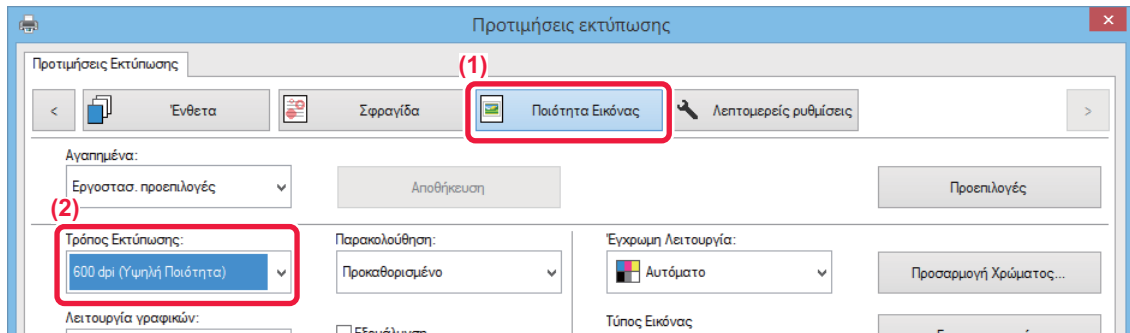 Προτιμήσεις εκτύπωσης
Προτιμήσεις Εκτύπωσης
(1)
< Ένθετα Σφραγίδα Ποιότητα Εικόνας Λεπτομερείς ρυθμίσεις >
Αγαπημένα:
Εργοστασ. προεπιλογές Αποθήκευση Προεπιλογές
(2)
Τρόπος Εκτύπωσης: Παρακολούθηση: Έγχρωμη Λειτουργία:
600 dpi (Υψηλή Ποιότητα) Προκαθορισμένο Αυτόματο Προσαρμογή Χρώματος...
Λειτουργία γραφικών: Τύπος Εικόνας